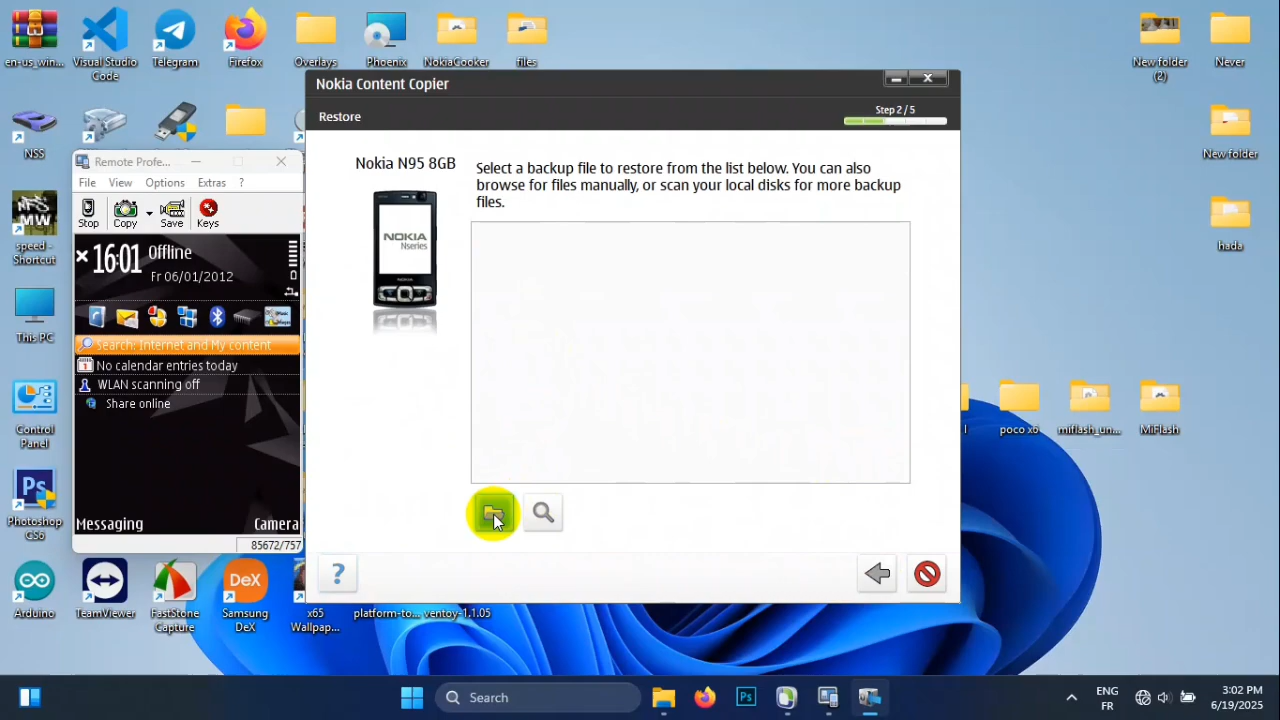 en-us_win...
Visual Studio
Code
Telegram
Firefox
Overlays
Phoenix
NokiaCooker
files
New folder
(2)
Never
NSS
New folder
speed -
Shortcut
hada
This PC
Control
Panel
poco x6
miflash_un...
MiFlash
Photoshop
CS6
Arduino
TeamViewer
FastStone
Capture
Samsung
DeX
x65
Wallpap...
platform-to...
ventoy-1.1.05
Remote Profe...
File
View
Options
Extras
?
Stop
Copy
Save
Keys
16:01
Offline
Fr 06/01/2012
Search: Internet and My content
No calendar entries today
WLAN scanning off
Share online
Messaging
Camera
85672/757
Nokia Content Copier
Restore
Step 2 / 5
Nokia N95 8GB
NOKIA
Nseries
Select a backup file to restore from the list below. You can also
browse for files manually, or scan your local disks for more backup
files.
?
Search
ENG
FR
3:02 PM
6/19/2025